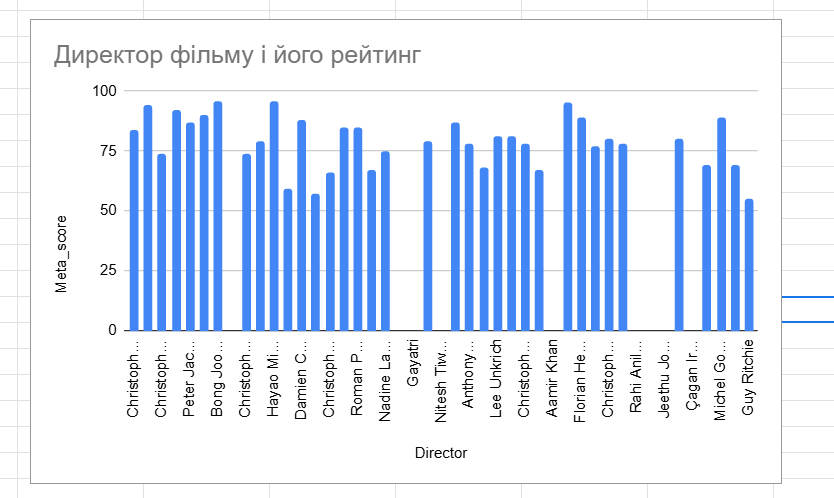 Директор фільму і його рейтинг
100
75
50
25
0
Meta_score
Christoph...
Christoph...
Peter Jac...
Bong Joo...
Christoph...
Hayao Mi...
Damien C...
Christoph...
Roman P...
Nadine La...
Gayatri
Nitesh Tiw...
Anthony...
Lee Unkrich
Christoph...
Aamir Khan
Florian He...
Christoph...
Rahi Anil...
Jeethu Jo...
Çagan Ir...
Michel Go...
Guy Ritchie
Director